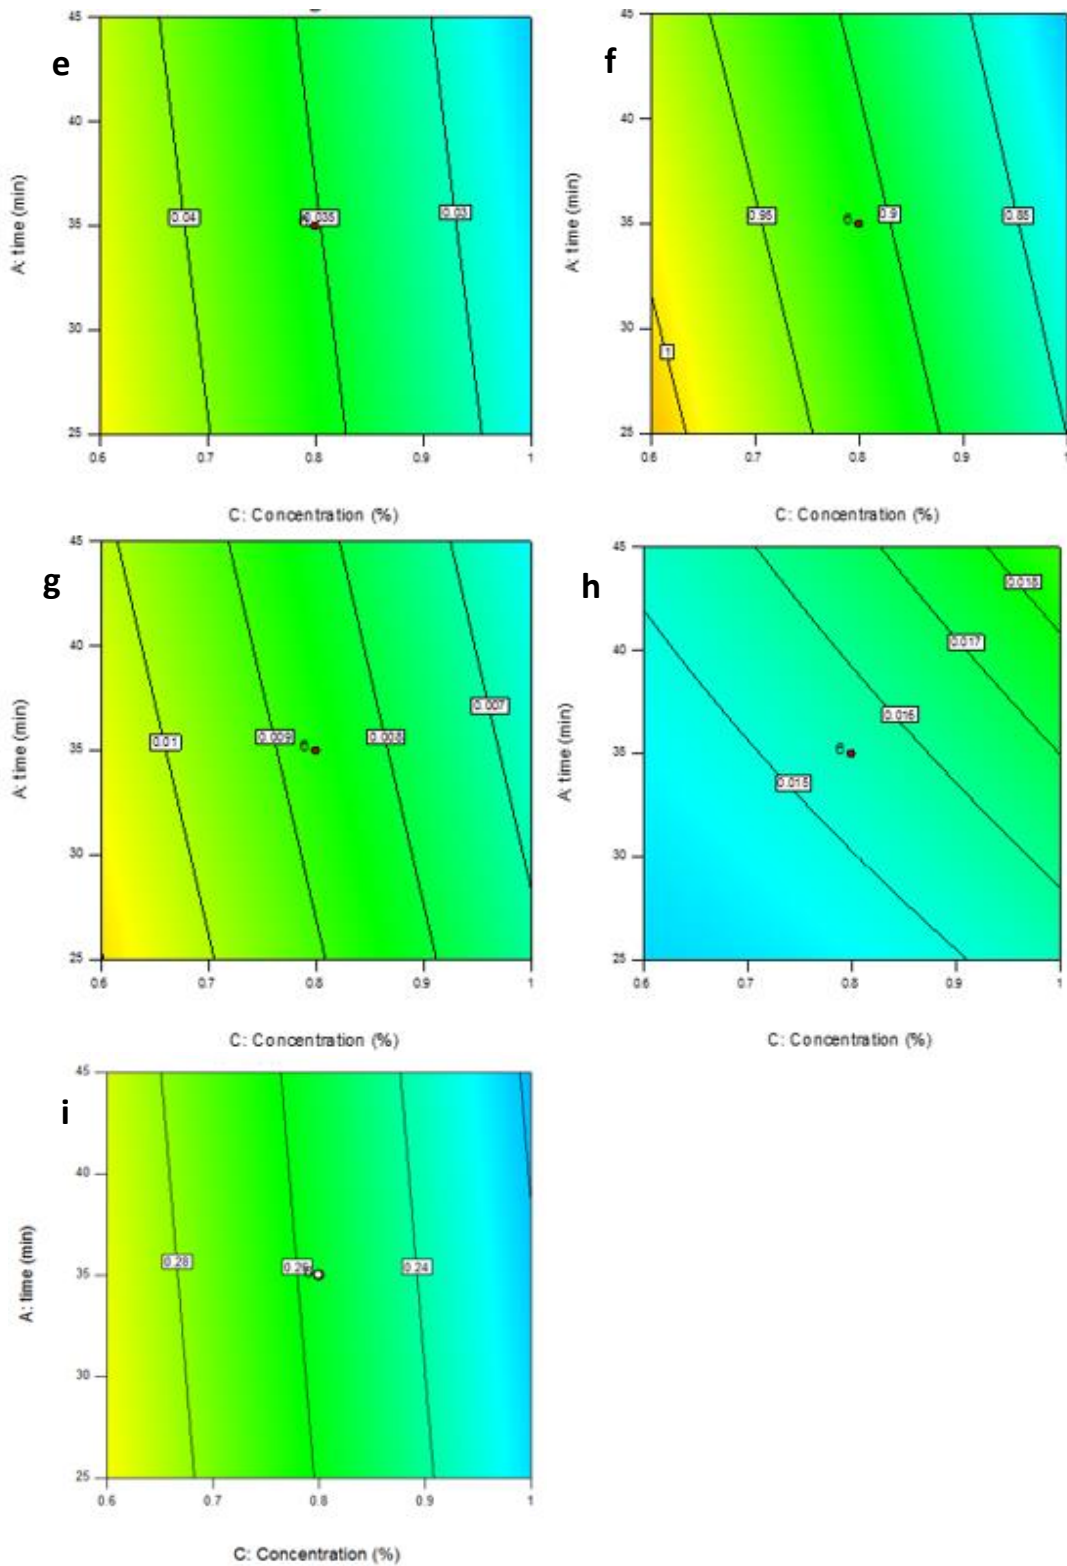 e
45
40
35
30
25
0.04
0.035
0.03
0.6 0.7 0.8 0.9 1
A: time (min)
C: Concentration (%)
f
45
40
35
30
25
0.95
0.9
0.85
1
0.6 0.7 0.8 0.9 1
A: time (min)
C: Concentration (%)
g
45
40
35
30
25
0.01
0.009
0.008
0.007
0.6 0.7 0.8 0.9 1
A: time (min)
C: Concentration (%)
h
45
40
35
30
25
0.018
0.017
0.016
0.015
0.6 0.7 0.8 0.9 1
A: time (min)
C: Concentration (%)
i
45
40
35
30
25
0.28
0.26
0.24
0.6 0.7 0.8 0.9 1
A: time (min)
C: Concentration (%)